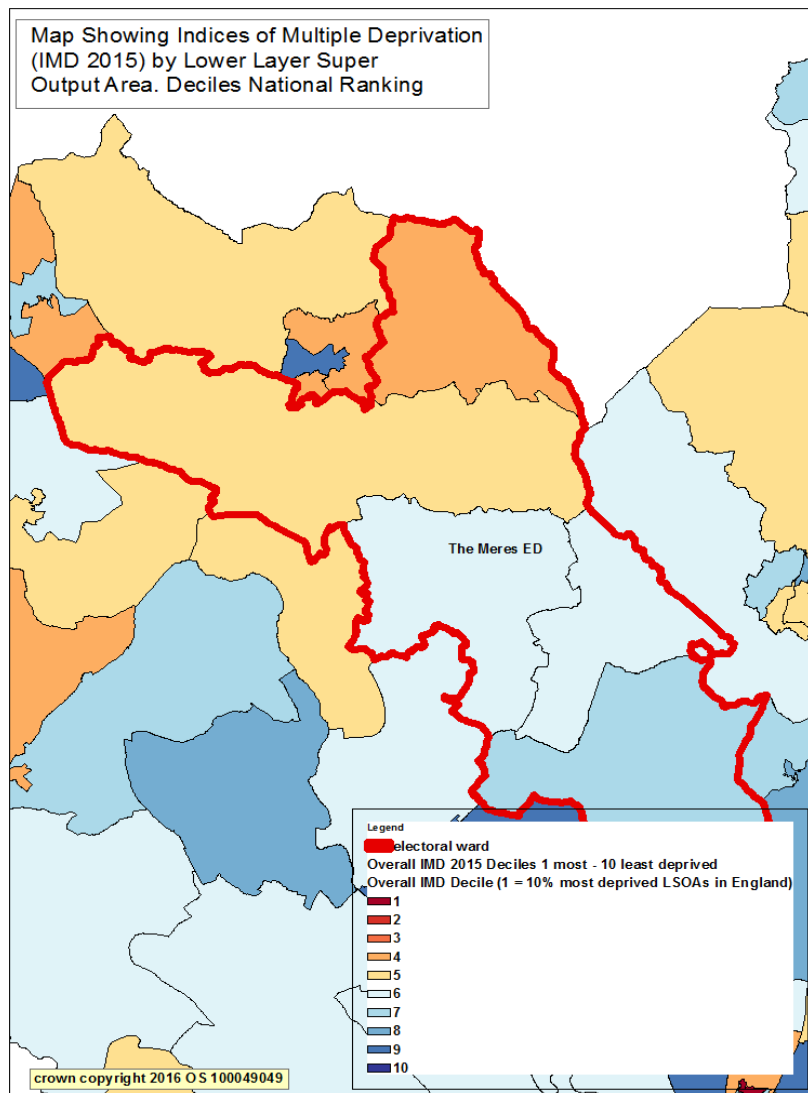 Map Showing Indices of Multiple Deprivation
(IMD 2015) by Lower Layer Super
Output Area. Deciles National Ranking
The Meres ED
Legend
electoral ward
Overall IMD 2015 Deciles 1 most - 10 least deprived
Overall IMD Decile (1 = 10% most deprived LSOAs in England)
1
2
3
4
5
6
7
8
9
10
crown copyright 2016 OS 100049049